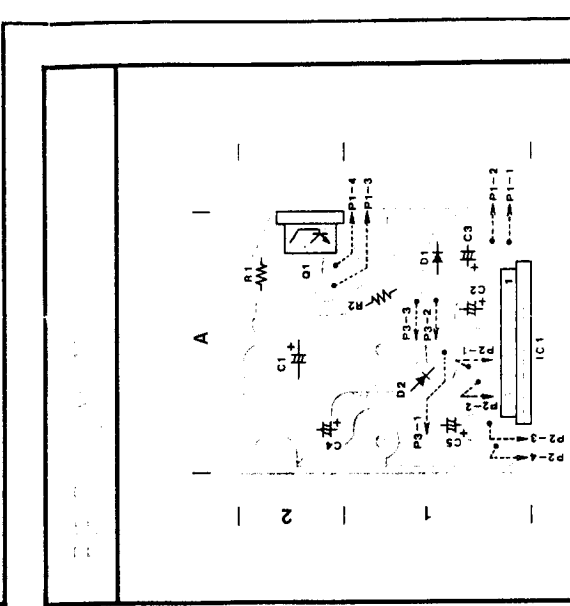 P1-4
P1-3
P1-2
P1-1
R1
Q1
D1
C3
R2
P3-3
P3-2
C2
1
A
C1
D2
P2-1
IC1
P2-2
C4
P3-1
C5
P2-3
P2-4
2
1